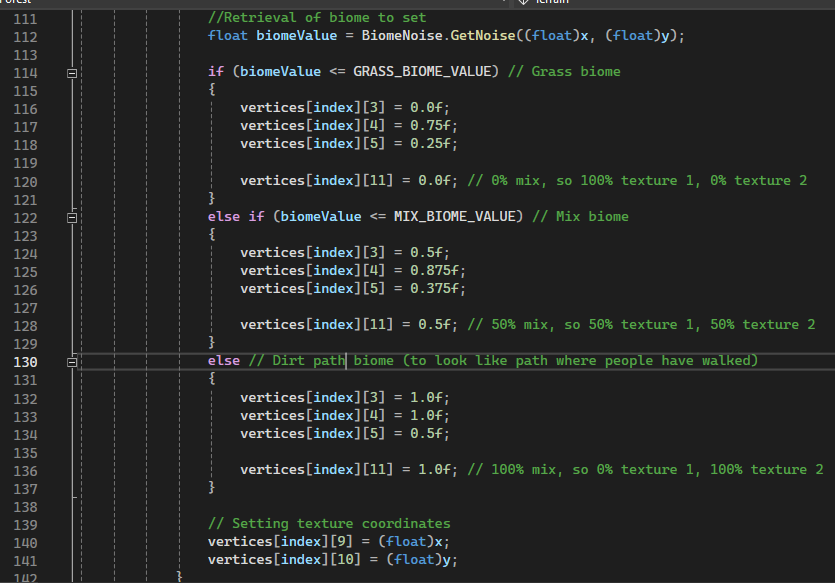 orest
Terrain
111 //Retrieval of biome to set
112 float biomeValue = BiomeNoise.GetNoise((float)x, (float)y);
113
114 if (biomeValue <= GRASS_BIOME_VALUE) // Grass biome
115 {
116 vertices[index][3] = 0.0f;
117 vertices[index][4] = 0.75f;
118 vertices[index][5] = 0.25f;
119
120 vertices[index][11] = 0.0f; // 0% mix, so 100% texture 1, 0% texture 2
121 }
122 else if (biomeValue <= MIX_BIOME_VALUE) // Mix biome
123 {
124 vertices[index][3] = 0.5f;
125 vertices[index][4] = 0.875f;
126 vertices[index][5] = 0.375f;
127
128 vertices[index][11] = 0.5f; // 50% mix, so 50% texture 1, 50% texture 2
129 }
130 else // Dirt path biome (to look like path where people have walked)
131 {
132 vertices[index][3] = 1.0f;
133 vertices[index][4] = 1.0f;
134 vertices[index][5] = 0.5f;
135
136 vertices[index][11] = 1.0f; // 100% mix, so 0% texture 1, 100% texture 2
137 }
138
139 // Setting texture coordinates
140 vertices[index][9] = (float)x;
141 vertices[index][10] = (float)y;
142 }